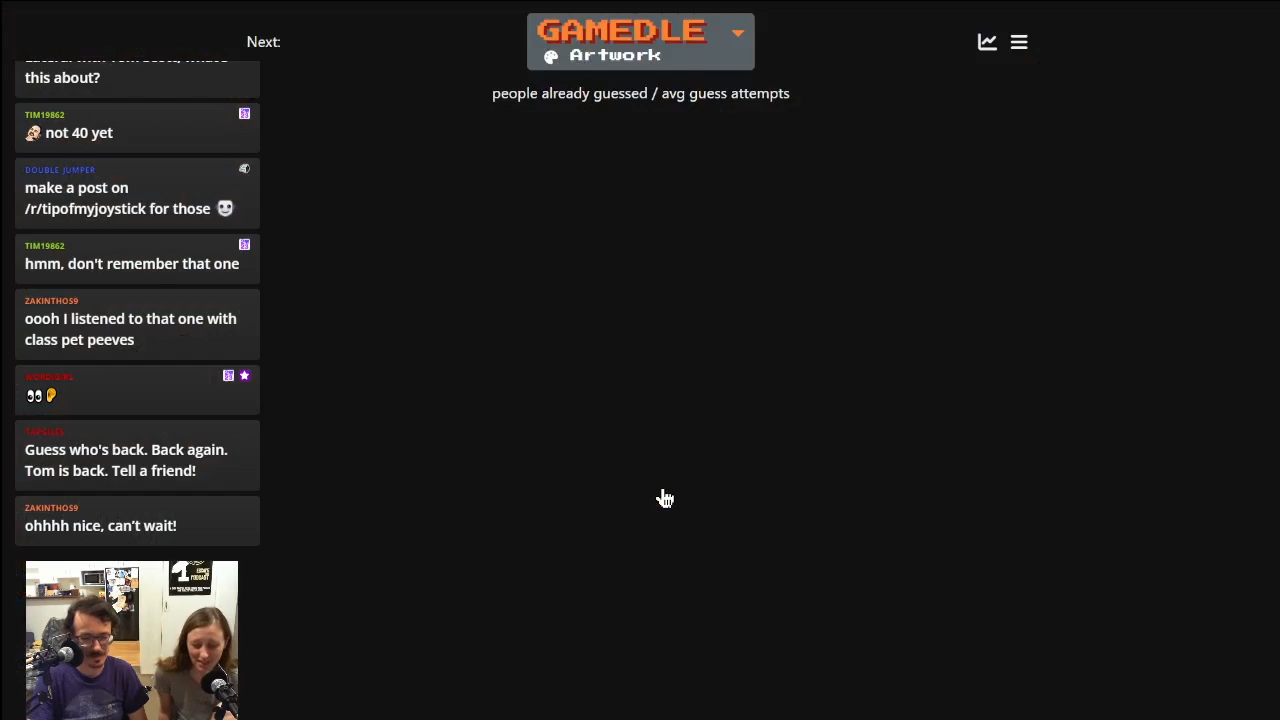 Next:
GAMEDLE
Artwork
people already guessed / avg guess attempts
this about?
TIM19862
not 40 yet
DOUBLE JUMPER
make a post on
/r/tipofmyjoystick for those
TIM19862
hmm, don't remember that one
ZAKINTHOS9
oooh I listened to that one with
class pet peeves
Guess who's back. Back again.
Tom is back. Tell a friend!
ZAKINTHOS9
ohhhh nice, can't wait!